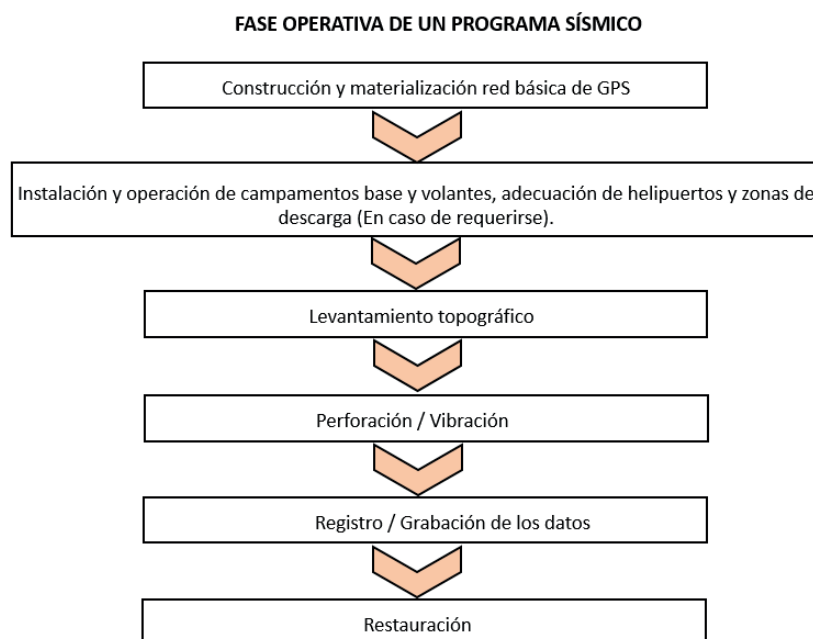 FASE OPERATIVA DE UN PROGRAMA SÍSMICO
Construcción y materialización red básica de GPS
Instalación y operación de campamentos base y volantes, adecuación de helipuertos y zonas de
descarga (En caso de requerirse).
Levantamiento topográfico
Perforación / Vibración
Registro / Grabación de los datos
Restauración